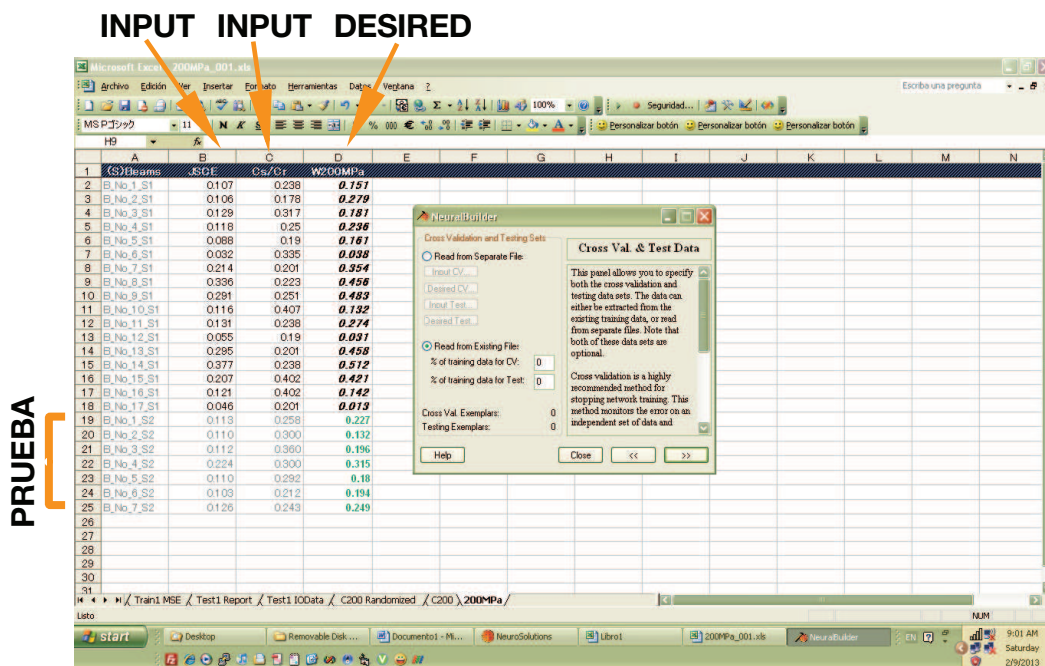 INPUT INPUT DESIRED
Microsoft Excel - 200MPa_001.xls
Archivo Edición Ver Insertar Formato Herramientas Datos Ventana ?
Escriba una pregunta
100%
Seguridad...
11
N K S
% 000 €
Personalizar botón Personalizar botón Personalizar botón
H9
fx
A B C D E F G H I J K L M N
1 (S)Beams JSCE Cs/Cr W200MPa
2 B_No_1_S1 0.107 0.238 0.151
3 B_No_2_S1 0.106 0.178 0.279
4 B_No_3_S1 0.129 0.317 0.181
5 B_No_4_S1 0.118 0.25 0.236
6 B_No_5_S1 0.088 0.19 0.161
7 B_No_6_S1 0.032 0.335 0.038
8 B_No_7_S1 0.214 0.201 0.354
9 B_No_8_S1 0.336 0.223 0.456
10 B_No_9_S1 0.291 0.251 0.483
11 B_No_10_S1 0.116 0.407 0.132
12 B_No_11_S1 0.131 0.238 0.274
13 B_No_12_S1 0.055 0.19 0.031
14 B_No_13_S1 0.295 0.201 0.458
15 B_No_14_S1 0.377 0.238 0.512
16 B_No_15_S1 0.207 0.402 0.421
17 B_No_16_S1 0.121 0.402 0.142
18 B_No_17_S1 0.046 0.201 0.013
19 B_No_1_S2 0.113 0.258 0.227
20 B_No_2_S2 0.110 0.300 0.132
21 B_No_3_S2 0.112 0.360 0.196
22 B_No_4_S2 0.224 0.300 0.315
23 B_No_5_S2 0.110 0.292 0.18
24 B_No_6_S2 0.103 0.212 0.194
25 B_No_7_S2 0.126 0.243 0.249
26
27
28
29
30
31
PRUEBA
NeuralBuilder
Cross Validation and Testing Sets
Read from Separate File:
Input CV...
Desired CV...
Input Test...
Desired Test...
Read from Existing File:
% of training data for CV: 0
% of training data for Test: 0
Cross Val. Exemplars: 0
Testing Exemplars: 0
Cross Val. & Test Data
This panel allows you to specify
both the cross validation and
testing data sets. The data can
either be extracted from the
existing training data, or read
from separate files. Note that
both of these data sets are
optional.
Cross validation is a highly
recommended method for
stopping network training. This
method monitors the error on an
independent set of data and
Help Close << >>
Train1 MSE / Test1 Report / Test1 IOData / C200 Randomized / C200 \ 200MPa /
Listo
NUM
start
Desktop
Removable Disk ...
Documento1 - Mi...
NeuroSolutions
Libro1
200MPa_001.xls
NeuralBuilder
EN
9:01 AM
Saturday
2/9/2013